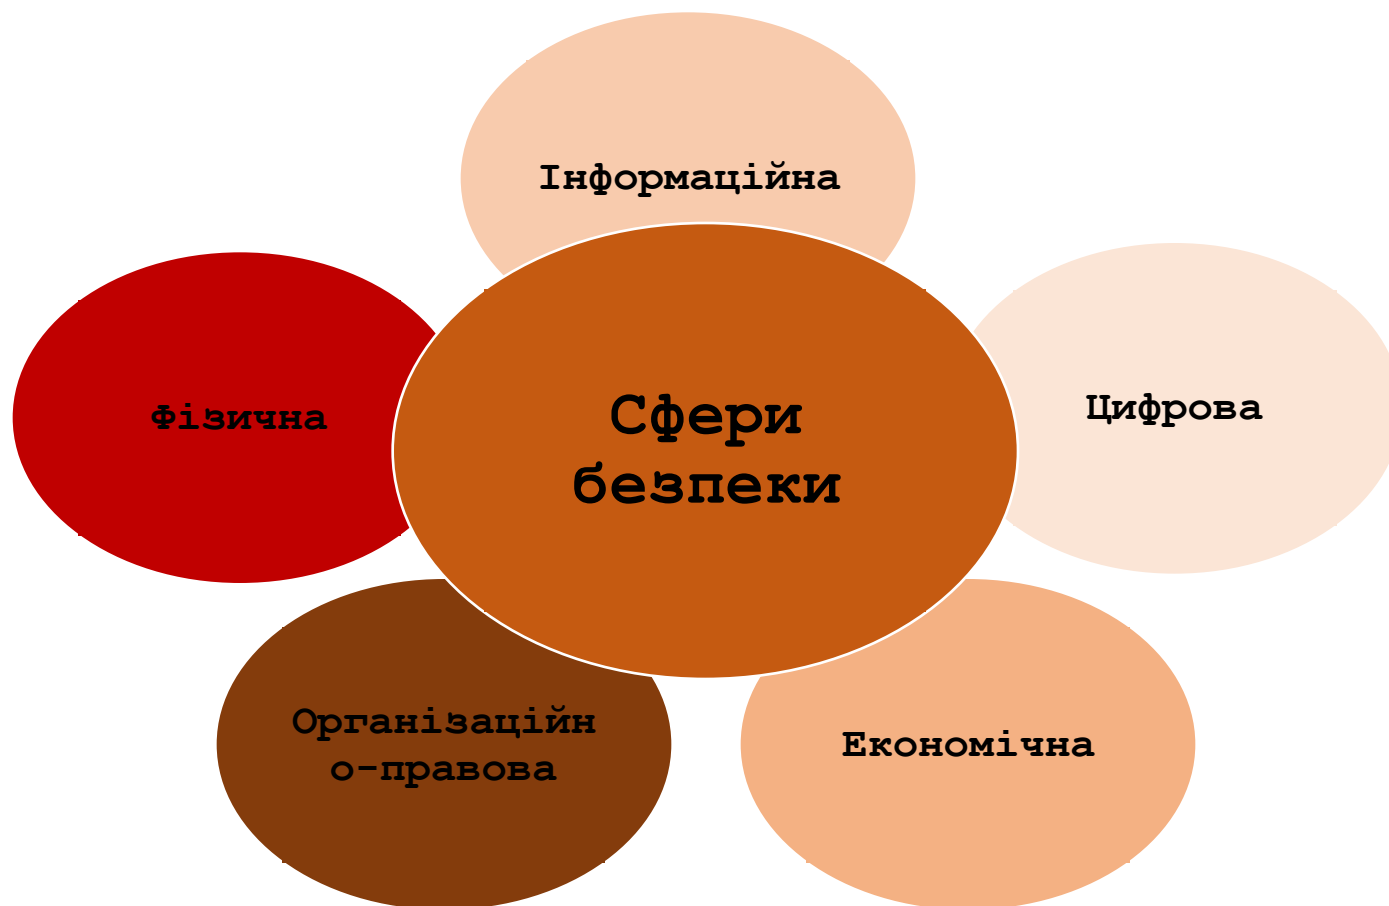 Інформаційна
Фізична
Сфери
безпеки
Цифрова
Організаційн
о-правова
Економічна